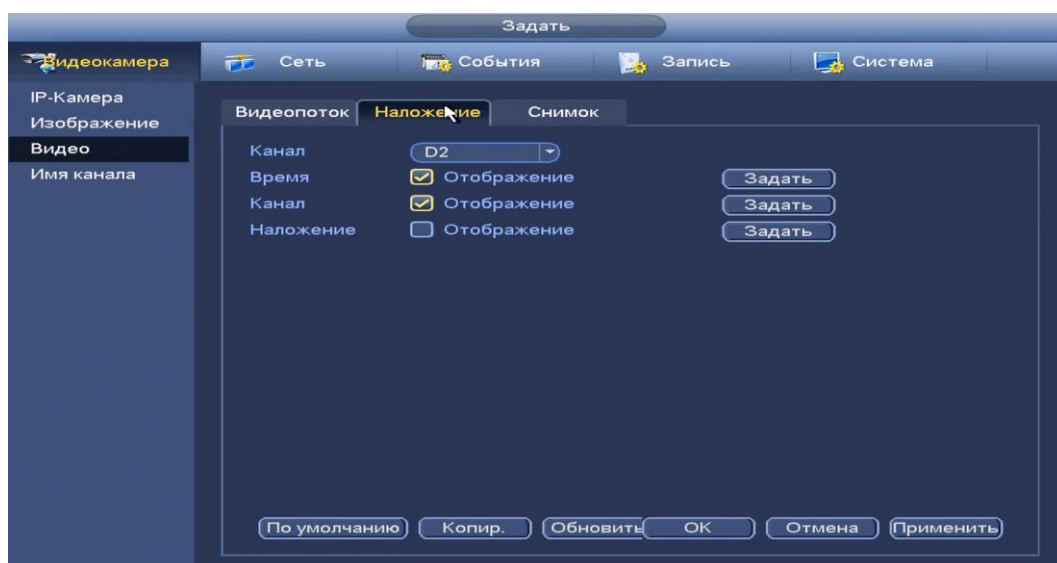 Задать
Видеокамера Сеть События Запись Система
IP-Камера
Изображение
Видео
Имя канала
Видеопоток Наложение Снимок
Канал D2
Время Отображение Задать
Канал Отображение Задать
Наложение Отображение Задать
По умолчанию Копир. Обновить OK Отмена Применить